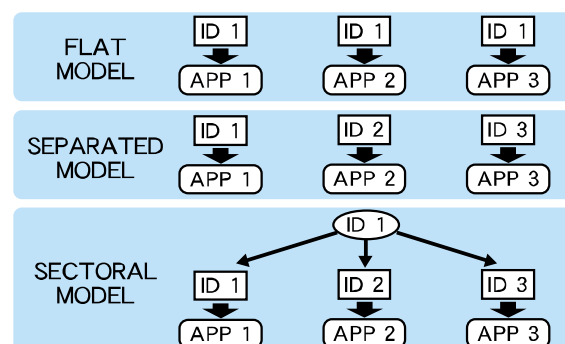 FLAT
MODEL
ID 1 ID 1 ID 1
APP 1 APP 2 APP 3
SEPARATED
MODEL
ID 1 ID 2 ID 3
APP 1 APP 2 APP 3
SECTORAL
MODEL
ID 1
ID 1 ID 2 ID 3
APP 1 APP 2 APP 3